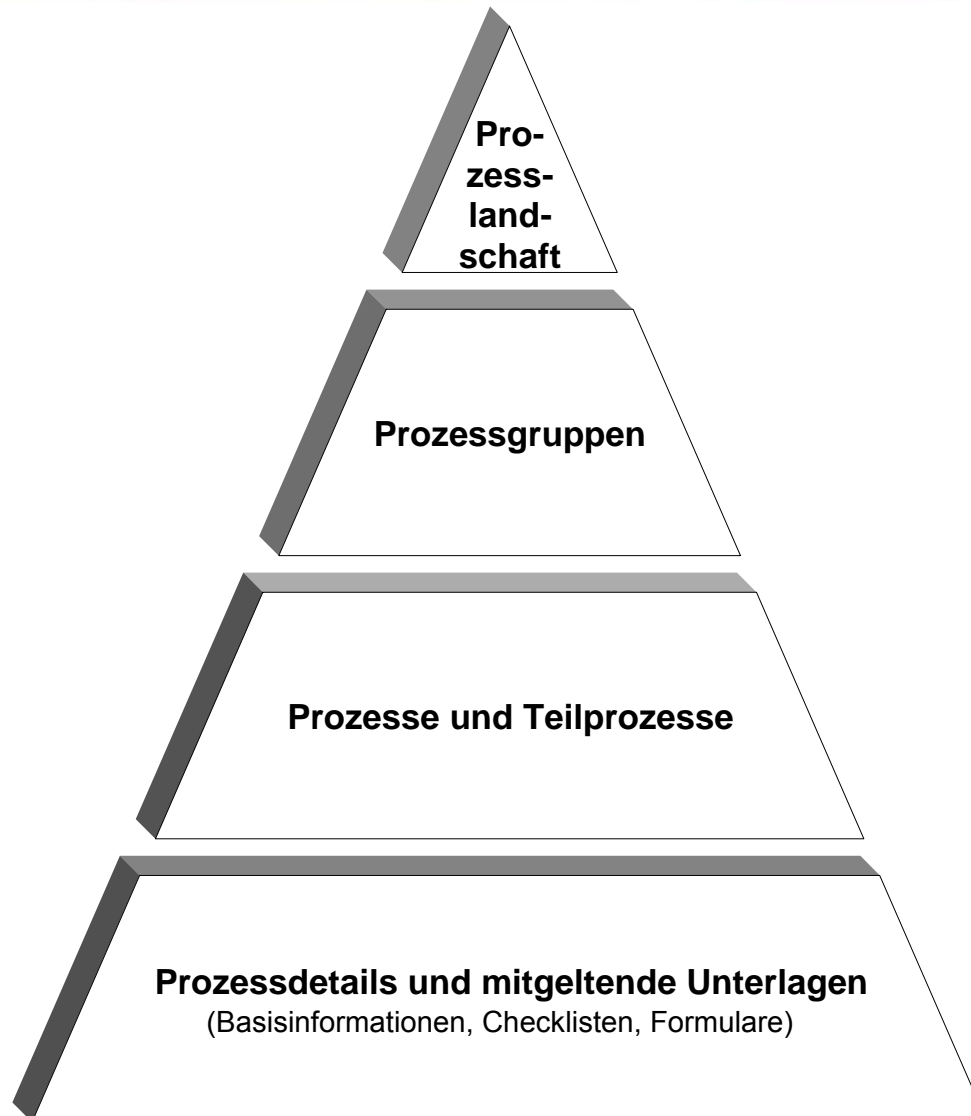 Pro-
zess-
land-
schaft
Prozessgruppen
Prozesse und Teilprozesse
Prozessdetails und mitgeltende Unterlagen
(Basisinformationen, Checklisten, Formulare)